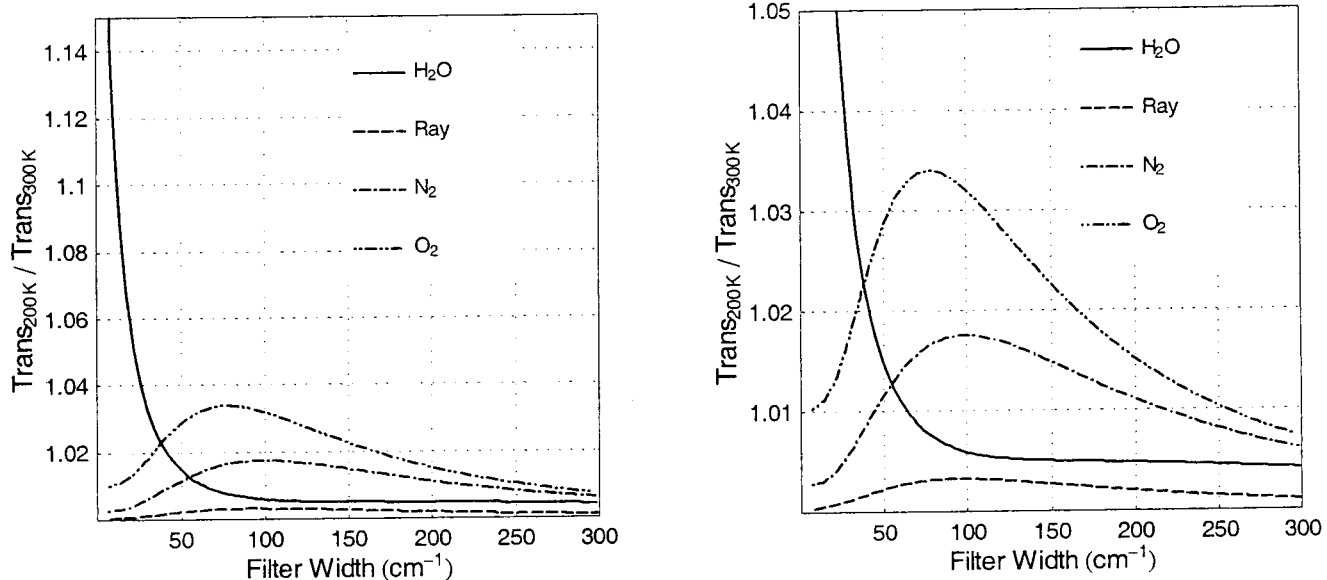 Trans200K / Trans300K
1.14
1.12
1.1
1.08
1.06
1.04
1.02
H2O
Ray
N2
O2
50
100
150
200
250
300
Filter Width (cm−1)
Trans200K / Trans300K
1.05
1.04
1.03
1.02
1.01
H2O
Ray
N2
O2
50
100
150
200
250
300
Filter Width (cm−1)